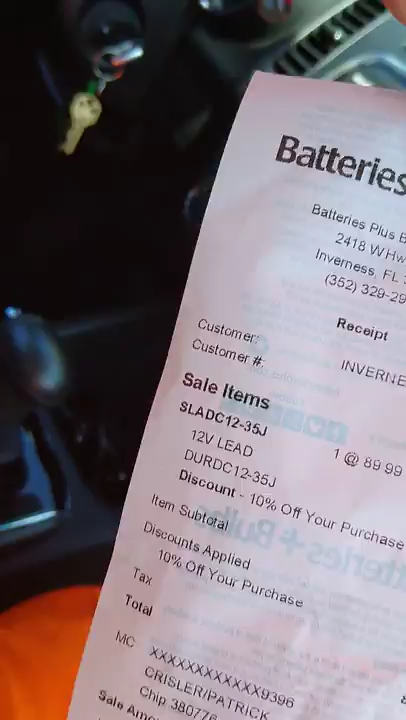 Batteries
Batteries Plus B
2418 W Hw
Inverness, FL
(352) 329-29
Receipt
Customer:
Customer #:
INVERNE
Sale Items
SLADC12-35J
12V LEAD
1 @ 89.99
DURDC12-35J
Discount - 10% Off Your Purchase
Item Subtotal
Discounts Applied
10% Off Your Purchase
Tax
Total
MC XXXXXXXXXXXX9396
CRISLER/PATRICK
Chip 380776
Sale Amo